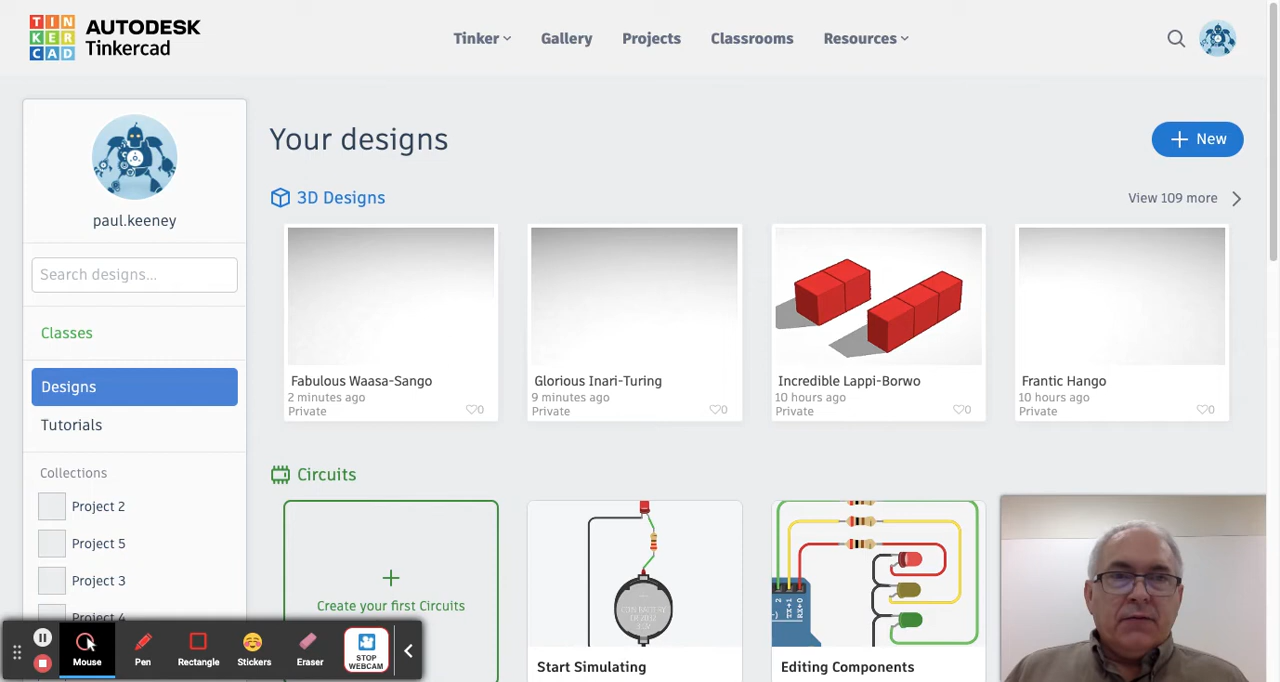 TIN
KER
CAD
AUTODESK
Tinkercad
Tinker
Gallery
Projects
Classrooms
Resources
paul.keeney
Search designs...
Classes
Designs
Tutorials
Collections
Project 2
Project 5
Project 3
Project 4
Your designs
New
3D Designs
View 109 more
Fabulous Waasa-Sango
2 minutes ago
Private
0
Glorious Inari-Turing
9 minutes ago
Private
0
Incredible Lappi-Borwo
10 hours ago
Private
0
Frantic Hango
10 hours ago
Private
0
Circuits
Create your first Circuits
Start Simulating
Editing Components
Mouse
Pen
Rectangle
Stickers
Eraser
STOP
WEBCAM